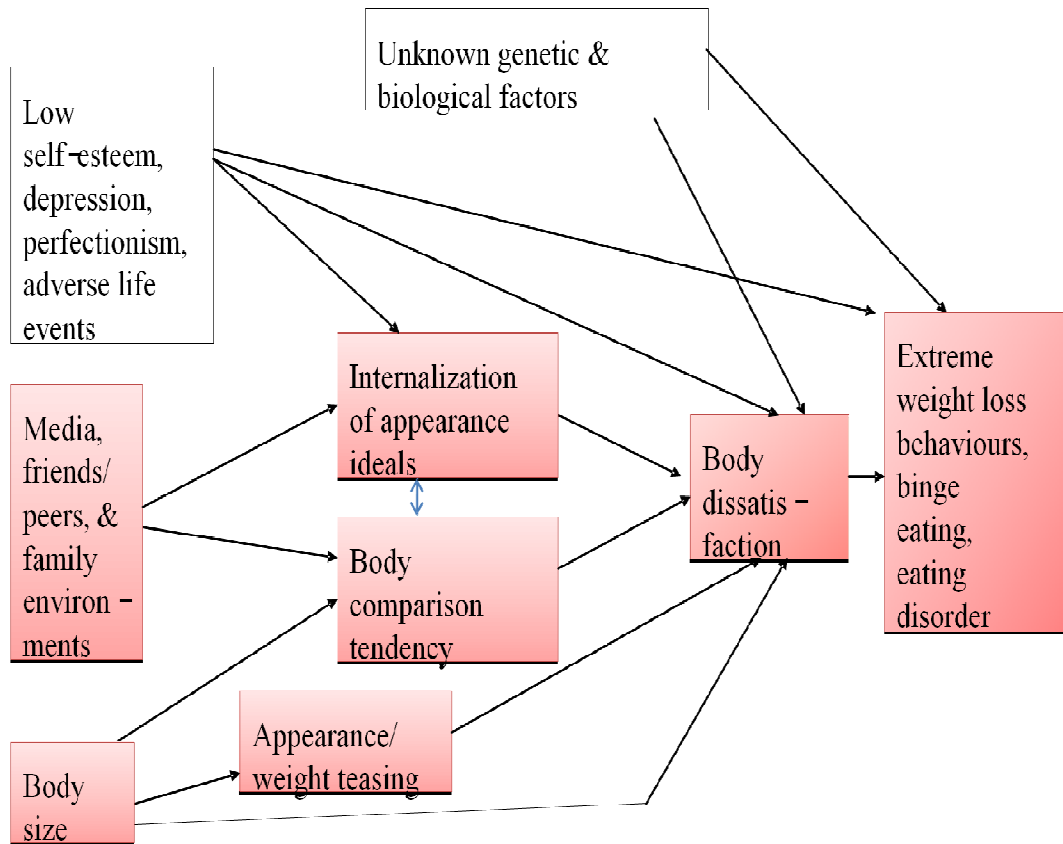 Unknown genetic &
biological factors
Low
self-esteem,
depression,
perfectionism,
adverse life
events
Internalization
of appearance
ideals
Media,
friends/
peers, &
family
environ-
ments
Body
comparison
tendency
Body
dissatis-
faction
Extreme
weight loss
bchaviours,
binge
eating,
eating
disorder
Appearance/
weight teasing
Body
size